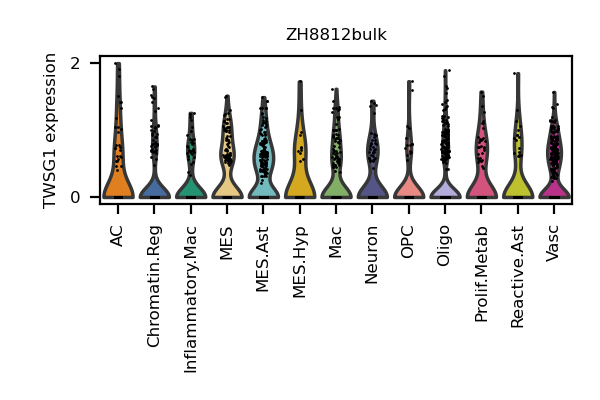 ZH8812bulk
TWSG1 expression
2
0
AC
Chromatin.Reg
Inflammatory.Mac
MES
MES.Ast
MES.Hyp
Mac
Neuron
OPC
Oligo
Prolif.Metab
Reactive.Ast
Vasc